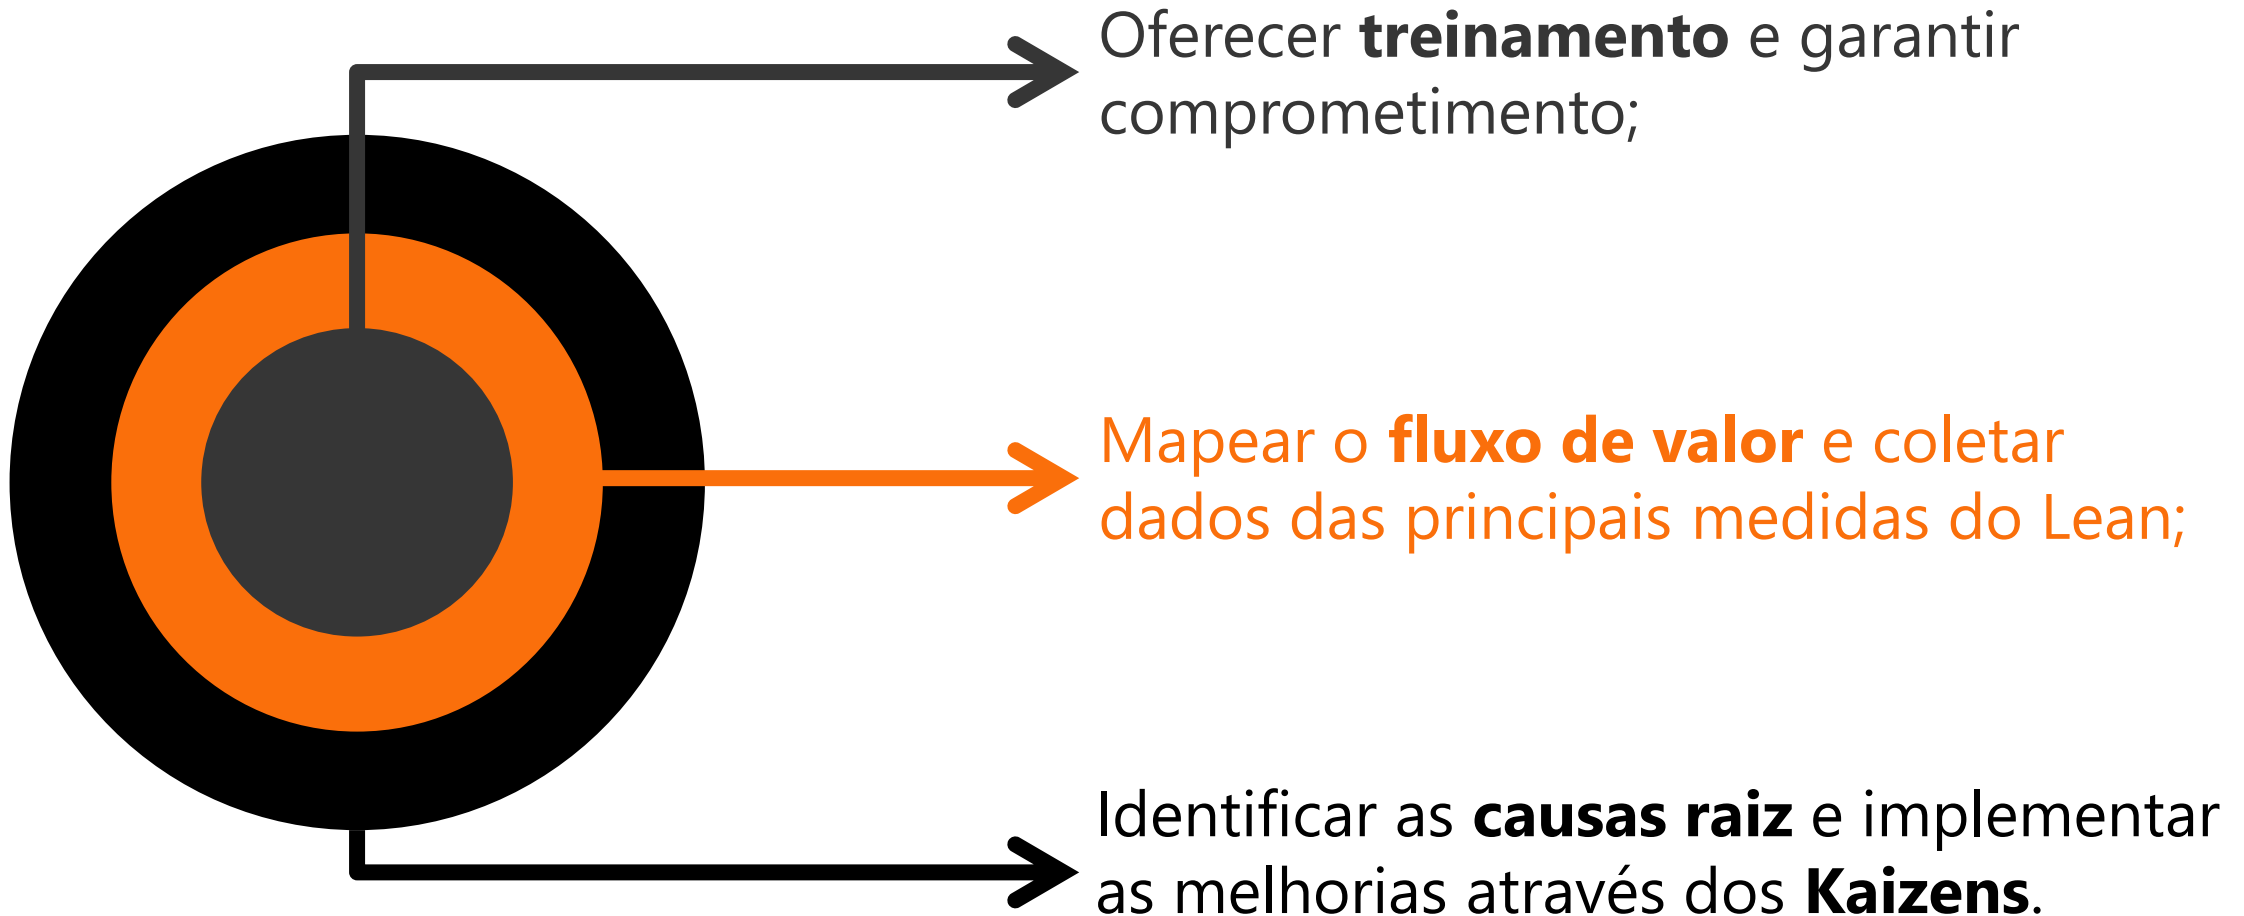 Oferecer treinamento e garantir
comprometimento;
Mapear o fluxo de valor e coletar
dados das principais medidas do Lean;
Identificar as causas raiz e implementar
as melhorias através dos Kaizens.